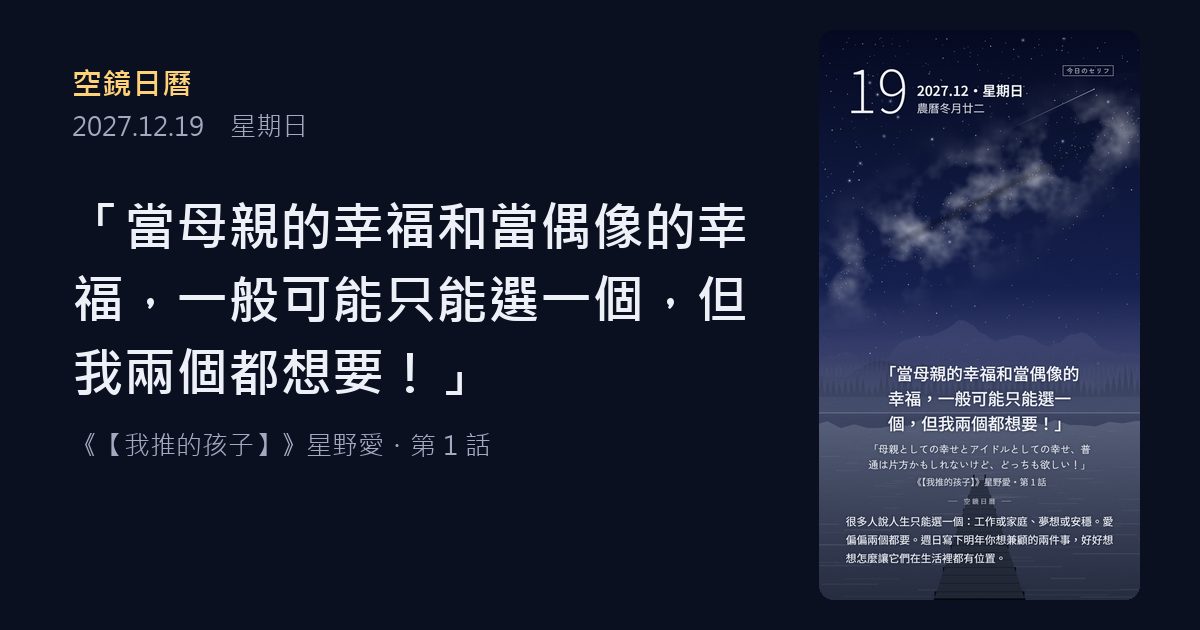 空鏡日曆
2027.12.19 星期日
「當母親的幸福和當偶像的幸
福，一般可能只能選一個，但
我兩個都想要！」
《【我推的孩子】》星野愛・第 1 話
今日のセリフ
19
2027.12・星期日
農曆冬月廿二
「當母親的幸福和當偶像的
幸福，一般可能只能選一
個，但我兩個都想要！」
「母親としての幸せとアイドルとしての幸せ、普
通は片方かもしれないけど、どっちも欲しい！」
《【我推的孩子】》星野愛・第 1 話
— 空鏡日曆 —
很多人說人生只能選一個：工作或家庭、夢想或安穩。愛
偏偏兩個都要。週日寫下明年你想兼顧的兩件事，好好想
想怎麼讓它們在生活裡都有位置。